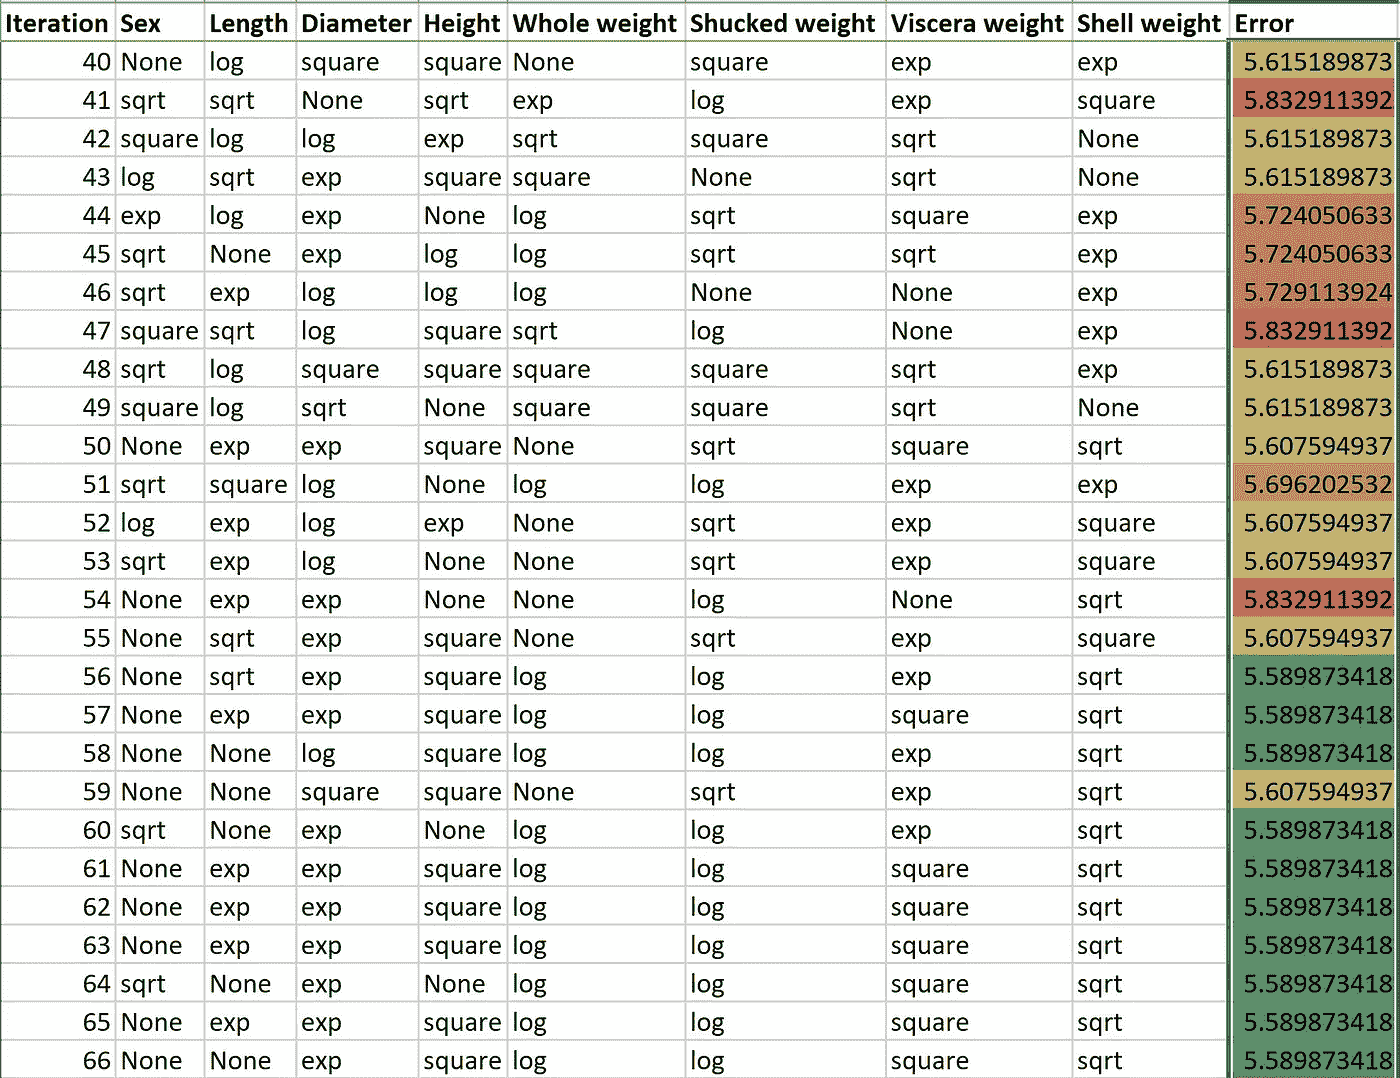 Iteration Sex Length Diameter Height Whole weight Shucked weight Viscera weight Shell weight Error
40 None log square square None square exp exp 5.615189873
41 sqrt sqrt None sqrt exp log exp square 5.832911392
42 square log log exp sqrt square sqrt None 5.615189873
43 log sqrt exp square square None sqrt None 5.615189873
44 exp log exp None log sqrt square exp 5.724050633
45 sqrt None exp log log sqrt sqrt exp 5.724050633
46 sqrt exp log log log None None exp 5.729113924
47 square sqrt log square sqrt log None exp 5.832911392
48 sqrt log square square square square sqrt exp 5.615189873
49 square log sqrt None square square sqrt None 5.615189873
50 None exp exp square None sqrt square sqrt 5.607594937
51 sqrt square log None log log exp exp 5.696202532
52 log exp log exp None sqrt exp square 5.607594937
53 sqrt exp log None None sqrt exp square 5.607594937
54 None exp exp None None log None sqrt 5.832911392
55 None sqrt exp square None sqrt exp square 5.607594937
56 None sqrt exp square log log exp sqrt 5.589873418
57 None exp exp square log log square sqrt 5.589873418
58 None None log square log log exp sqrt 5.589873418
59 None None square square None sqrt exp sqrt 5.607594937
60 sqrt None exp None log log exp sqrt 5.589873418
61 None exp exp square log log square sqrt 5.589873418
62 None exp exp square log log square sqrt 5.589873418
63 None exp exp square log log square sqrt 5.589873418
64 sqrt None exp None log log square sqrt 5.589873418
65 None exp exp square log log square sqrt 5.589873418
66 None None exp square log log square sqrt 5.589873418